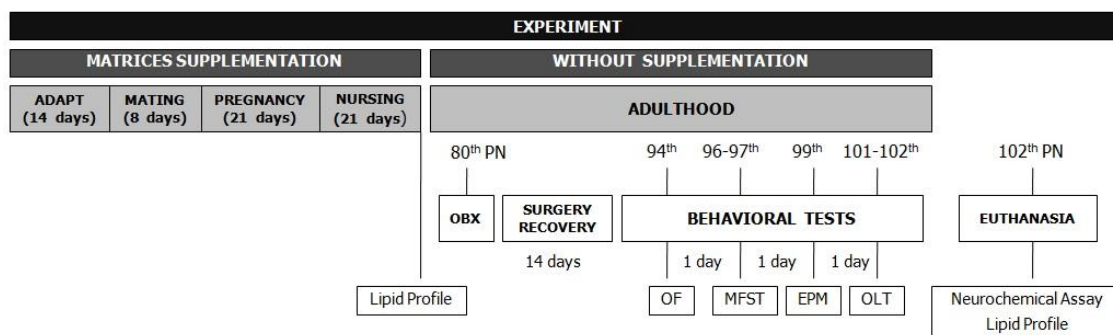 EXPERIMENT
MATRICES SUPPLEMENTATION
WITHOUT SUPPLEMENTATION
ADAPT
(14 days)
MATING
(8 days)
PREGNANCY
(21 days)
NURSING
(21 days)
ADULTHOOD
80th PN
94th
96-97th
99th
101-102th
102th PN
OBX
SURGERY
RECOVERY
BEHAVIORAL TESTS
EUTHANASIA
14 days
1 day
1 day
1 day
Lipid Profile
OF
MFST
EPM
OLT
Neurochemical Assay
Lipid Profile